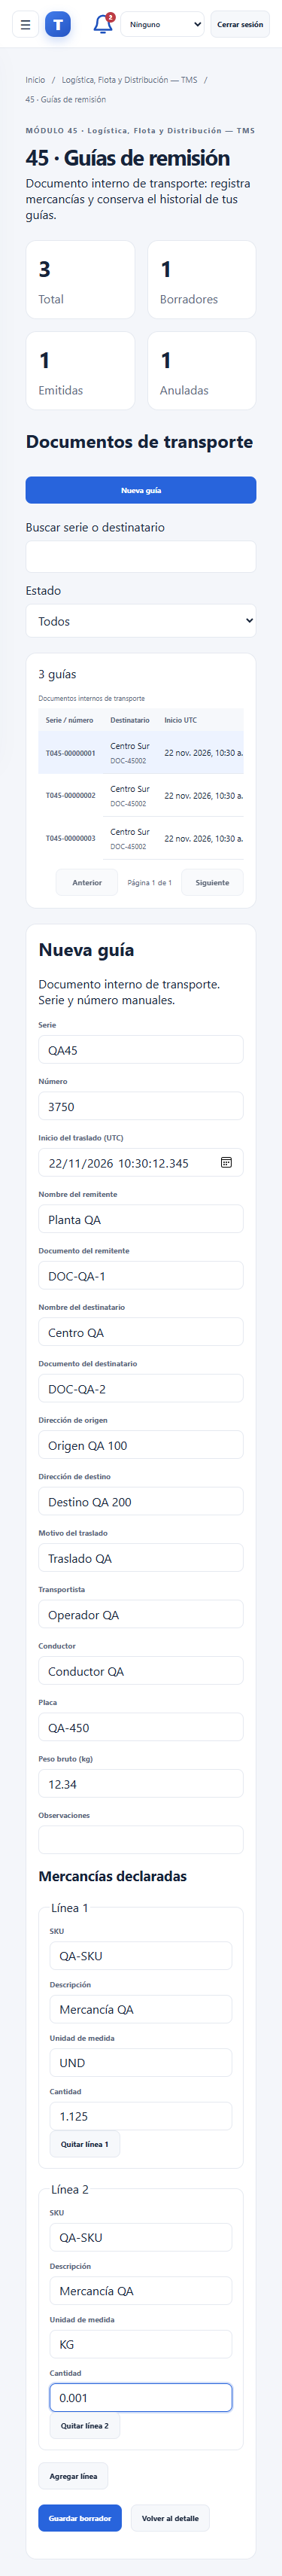 ☰ T 2 Ninguno Cerrar sesión
Inicio / Logística, Flota y Distribución — TMS /
45 · Guías de remisión
MÓDULO 45 · Logística, Flota y Distribución — TMS
45 · Guías de remisión
Documento interno de transporte: registra
mercancías y conserva el historial de tus
guías.
3 1
Total Borradores
1 1
Emitidas Anuladas
Documentos de transporte
Nueva guía
Buscar serie o destinatario
Estado
Todos
3 guías
Documentos internos de transporte
Serie / número Destinatario Inicio UTC
T045-00000001 Centro Sur DOC-45002 22 nov. 2026, 10:30 a.
T045-00000002 Centro Sur DOC-45002 22 nov. 2026, 10:30 a.
T045-00000003 Centro Sur DOC-45002 22 nov. 2026, 10:30 a.
Anterior Página 1 de 1 Siguiente
Nueva guía
Documento interno de transporte.
Serie y número manuales.
Serie
QA45
Número
3750
Inicio del traslado (UTC)
22/11/2026 10:30:12.345
Nombre del remitente
Planta QA
Documento del remitente
DOC-QA-1
Nombre del destinatario
Centro QA
Documento del destinatario
DOC-QA-2
Dirección de origen
Origen QA 100
Dirección de destino
Destino QA 200
Motivo del traslado
Traslado QA
Transportista
Operador QA
Conductor
Conductor QA
Placa
QA-450
Peso bruto (kg)
12.34
Observaciones
Mercancías declaradas
Línea 1
SKU
QA-SKU
Descripción
Mercancía QA
Unidad de medida
UND
Cantidad
1.125
Quitar línea 1
Línea 2
SKU
QA-SKU
Descripción
Mercancía QA
Unidad de medida
KG
Cantidad
0.001
Quitar línea 2
Agregar línea
Guardar borrador Volver al detalle